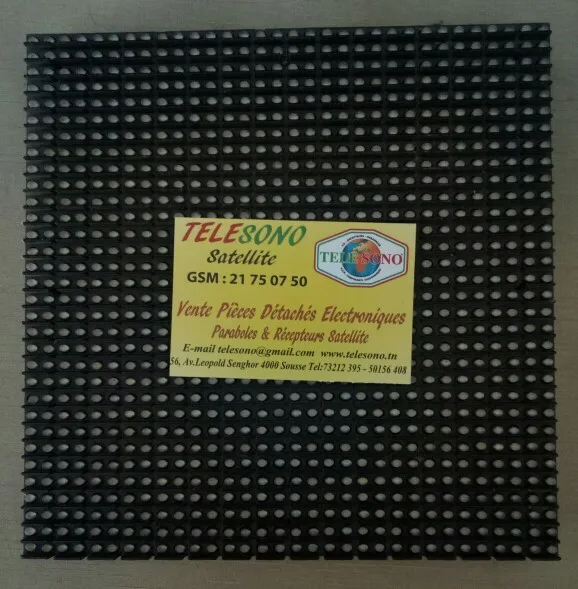 TELESONO
Satellite
GSM : 21 75 07 50
TELE SONO
Vente Pièces Détachés Electroniques
Paraboles & Récepteurs Satellite
E-mail telesono@gmail.com www.telesono.tn
56, Av.Leopold Senghor 4000 Sousse Tel:73212 395 - 50156 408